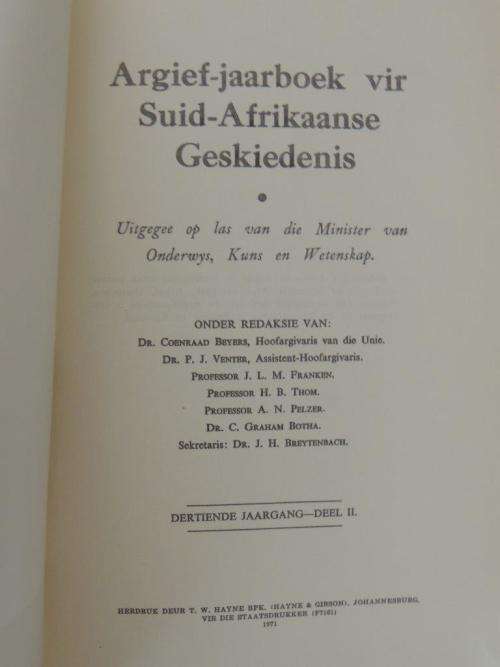 Argief-jaarboek vir
Suid-Afrikaanse
Geskiedenis
•
Uitgegee op las van die Minister van
Onderwys, Kuns en Wetenskap.
ONDER REDAKSIE VAN:
DR. COENRAAD BEYERS, Hoofargivaris van die Unie.
DR. P. J. VENTER, Assistent-Hoofargivaris.
PROFESSOR J. L. M. FRANKEN.
PROFESSOR H. B. THOM.
PROFESSOR A. N. PELZER.
DR. C. GRAHAM BOTHA.
Sekretaris: DR. J. H. BREYTENBACH.
DERTIENDE JAARGANG—DEEL II.
HERDRUK DEUR T. W. HAYNE BPK. (HAYNE & GIBSON), JOHANNESBURG,
VIR DIE STAATSDRUKKER (P7161)
1971